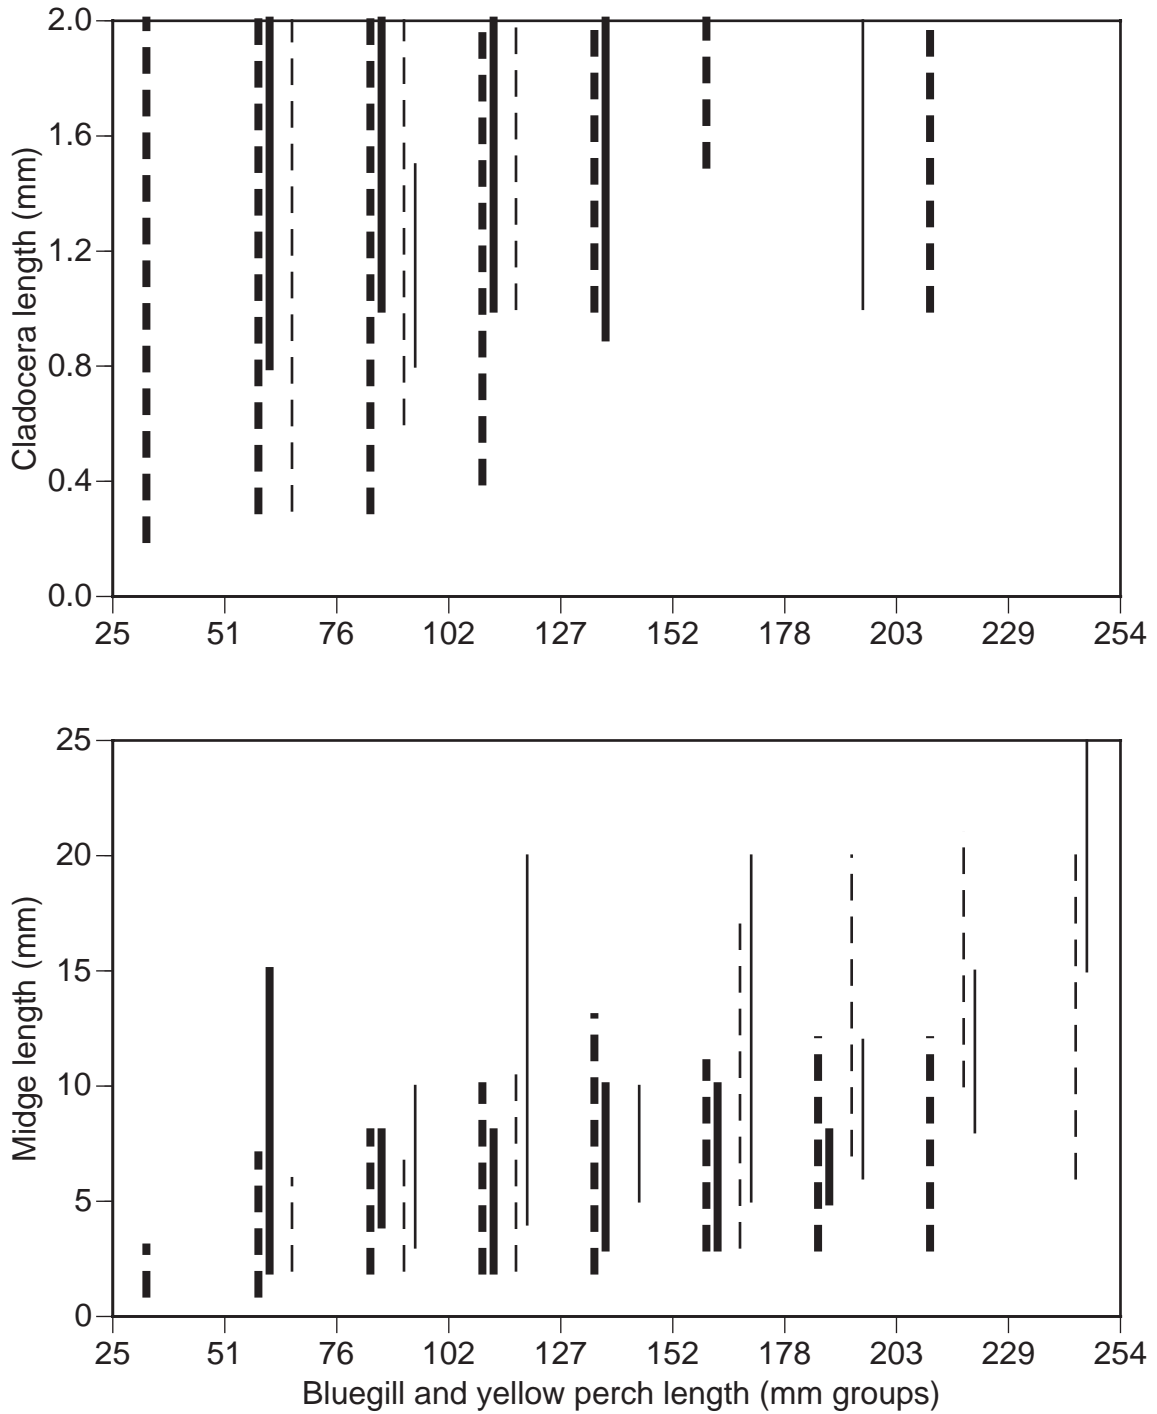 2.0
1.6
1.2
0.8
0.4
0.0
Cladocera length (mm)
25 51 76 102 127 152 178 203 229 254
25
20
15
10
5
0
Midge length (mm)
25 51 76 102 127 152 178 203 229 254
Bluegill and yellow perch length (mm groups)